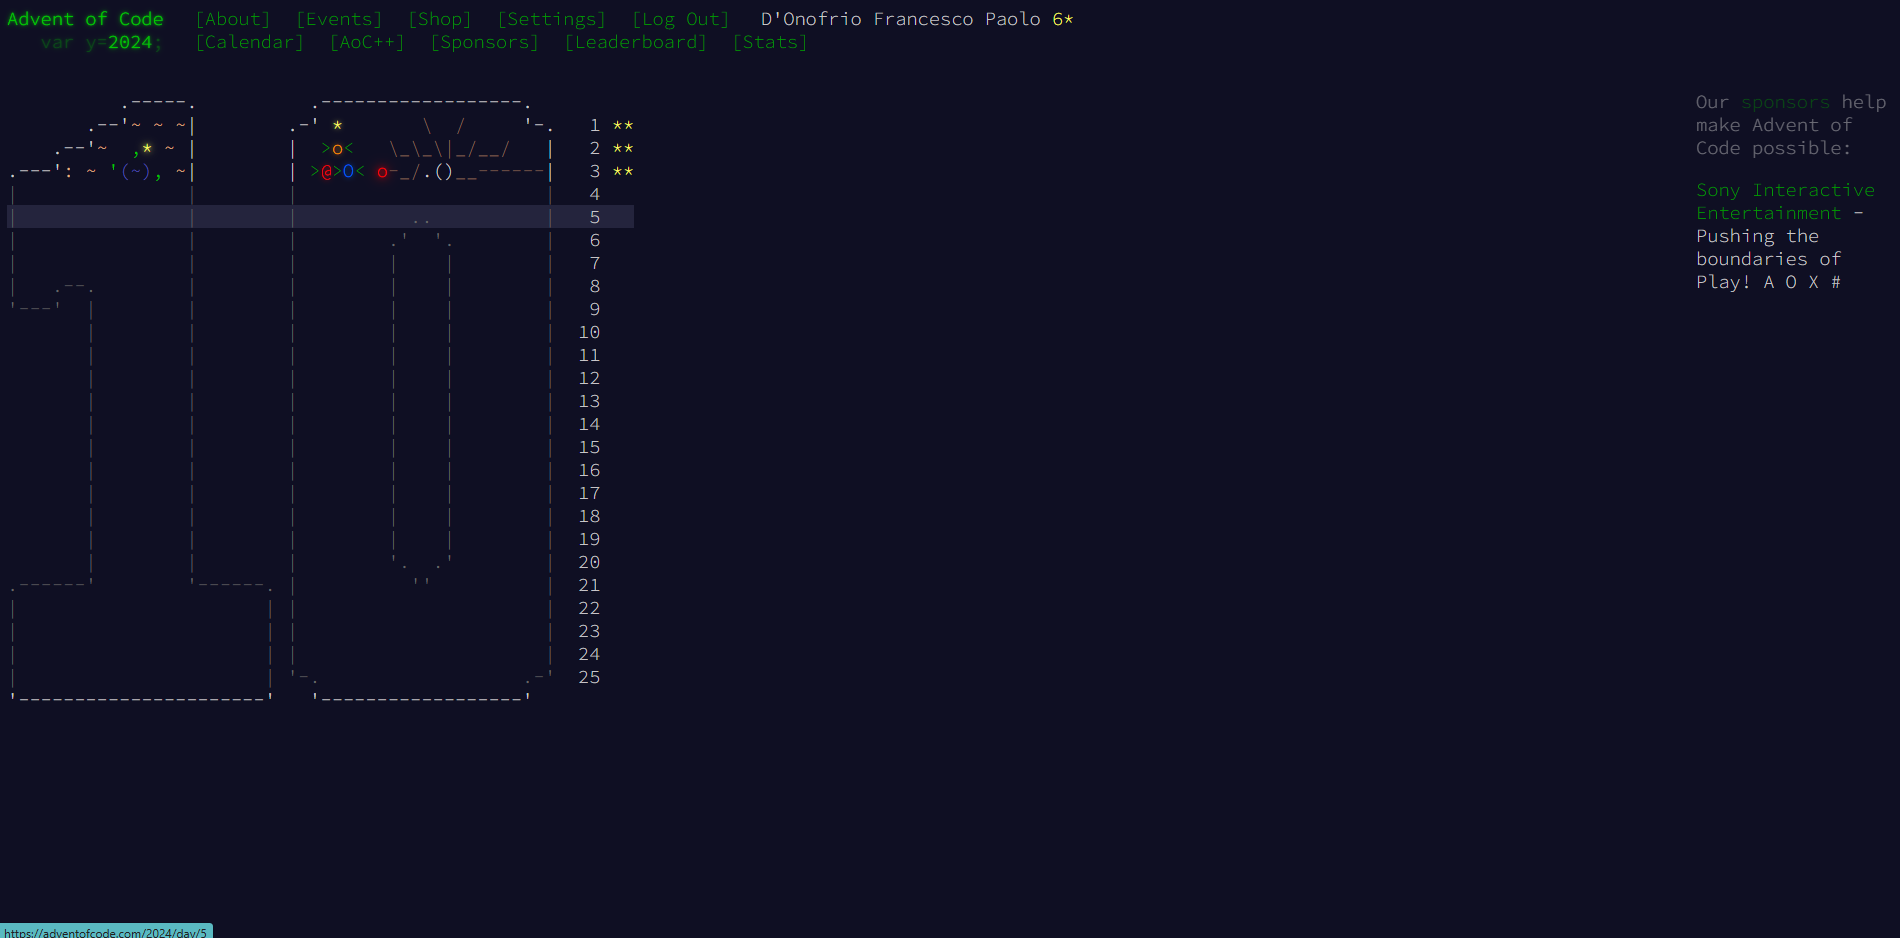 Advent of Code [About] [Events] [Shop] [Settings] [Log Out] D'Onofrio Francesco Paolo 6*
var y=2024; [Calendar] [AoC++] [Sponsors] [Leaderboard] [Stats]
1 **
2 **
3 **
4
5
6
7
8
9
10
11
12
13
14
15
16
17
18
19
20
21
22
23
24
25
Our sponsors help
make Advent of
Code possible:
Sony Interactive
Entertainment -
Pushing the
boundaries of
Play! A O X #
https://adventofcode.com/2024/day/5